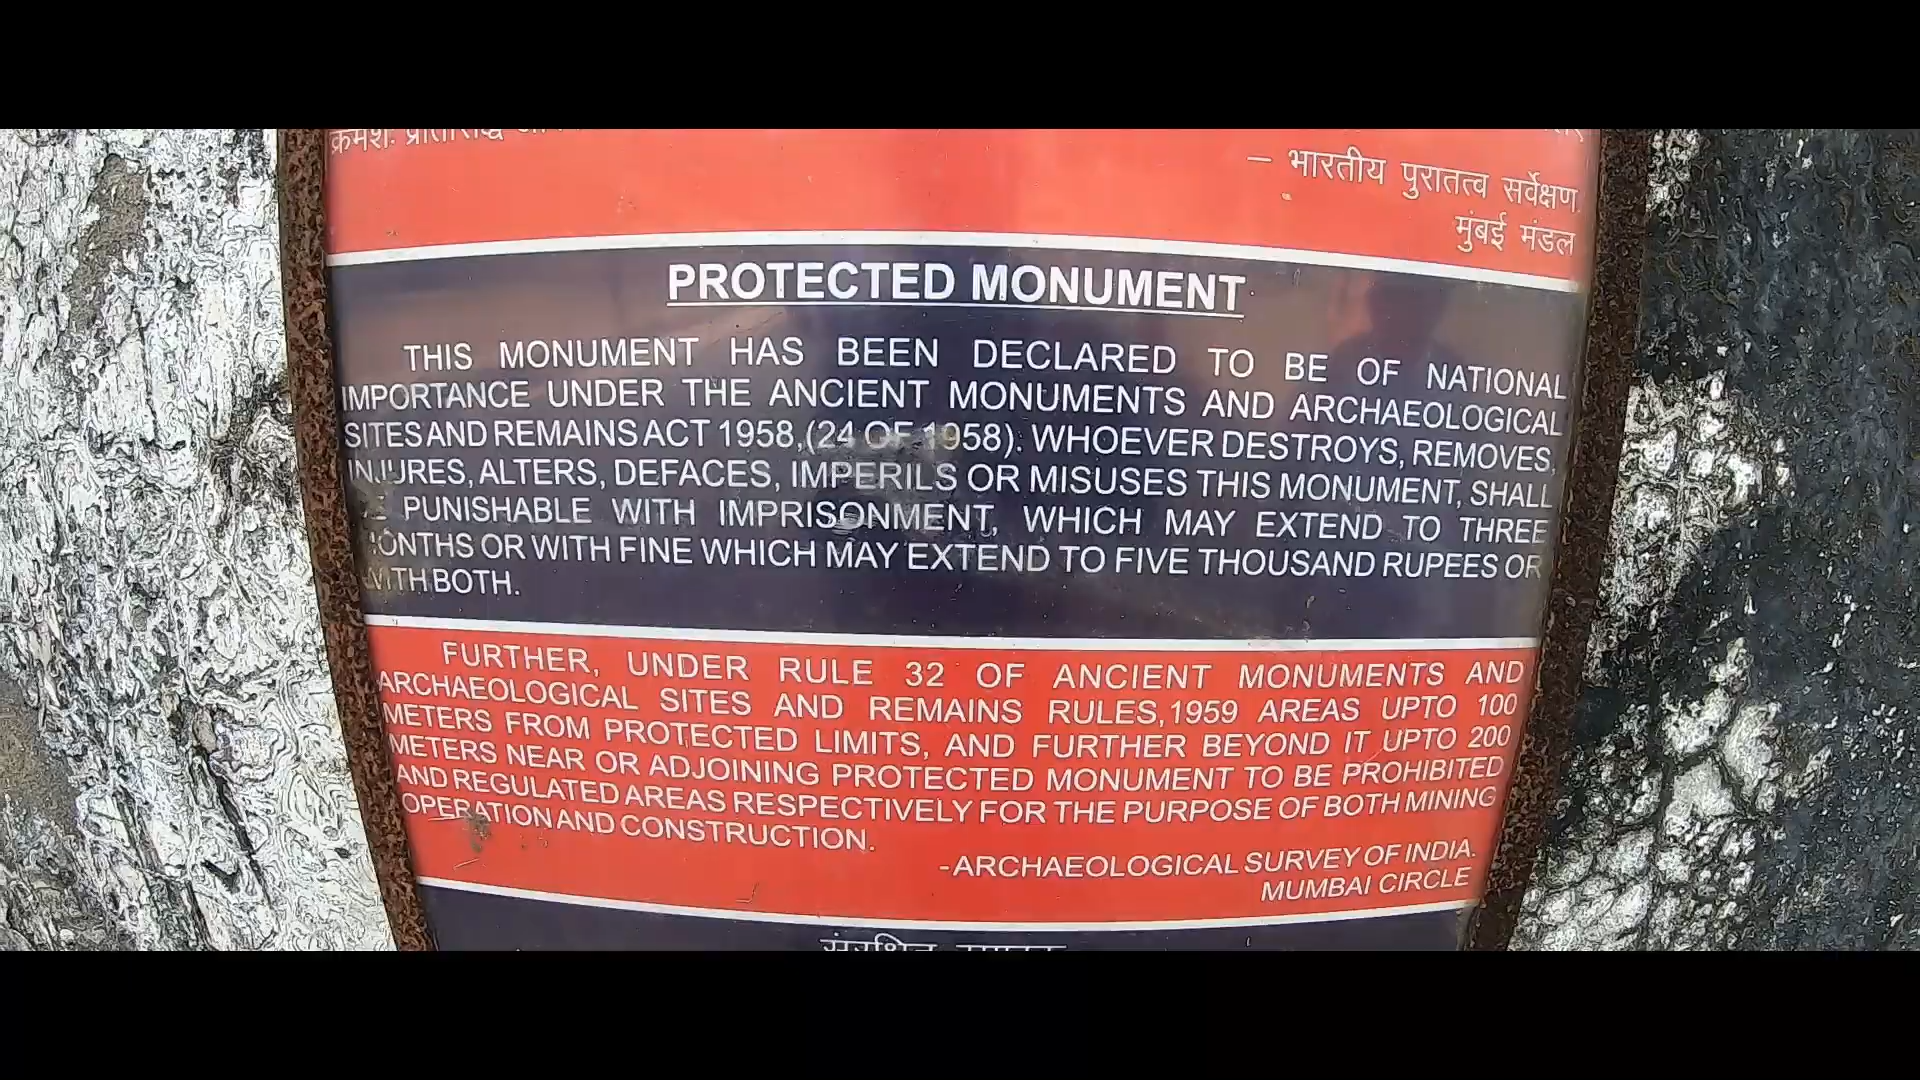 क्रमशः
– भारतीय पुरातत्व सर्वेक्षण
मुंबई मंडल
PROTECTED MONUMENT
THIS MONUMENT HAS BEEN DECLARED TO BE OF NATIONAL
IMPORTANCE UNDER THE ANCIENT MONUMENTS AND ARCHAEOLOGICAL
SITES AND REMAINS ACT 1958,(24 OF 1958). WHOEVER DESTROYS, REMOVES,
INJURES, ALTERS, DEFACES, IMPERILS OR MISUSES THIS MONUMENT, SHALL
BE PUNISHABLE WITH IMPRISONMENT, WHICH MAY EXTEND TO THREE
MONTHS OR WITH FINE WHICH MAY EXTEND TO FIVE THOUSAND RUPEES OR
WITH BOTH.
FURTHER, UNDER RULE 32 OF ANCIENT MONUMENTS AND
ARCHAEOLOGICAL SITES AND REMAINS RULES,1959 AREAS UPTO 100
METERS FROM PROTECTED LIMITS, AND FURTHER BEYOND IT UPTO 200
METERS NEAR OR ADJOINING PROTECTED MONUMENT TO BE PROHIBITED
AND REGULATED AREAS RESPECTIVELY FOR THE PURPOSE OF BOTH MINING
OPERATION AND CONSTRUCTION.
-ARCHAEOLOGICAL SURVEY OF INDIA.
MUMBAI CIRCLE